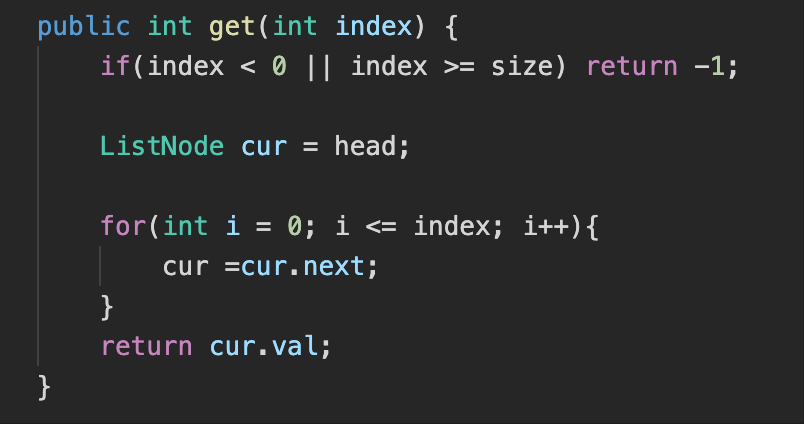 public int get(int index) {
    if(index < 0 || index >= size) return -1;
    ListNode cur = head;
    for(int i = 0; i <= index; i++){
        cur =cur.next;
    }
    return cur.val;
}